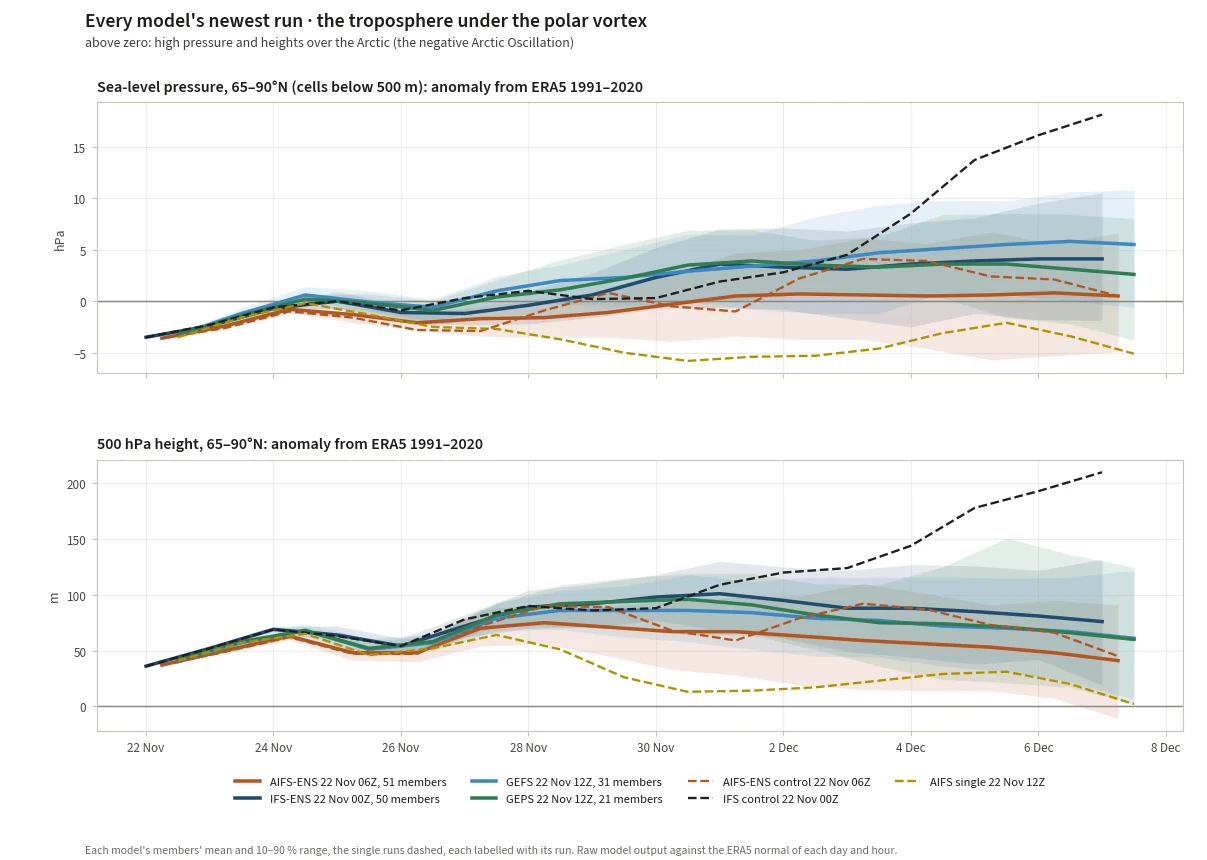 Every model's newest run · the troposphere under the polar vortex
above zero: high pressure and heights over the Arctic (the negative Arctic Oscillation)
Sea-level pressure, 65–90°N (cells below 500 m): anomaly from ERA5 1991–2020
15
10
5
0
−5
hPa
500 hPa height, 65–90°N: anomaly from ERA5 1991–2020
200
150
100
50
0
m
22 Nov 24 Nov 26 Nov 28 Nov 30 Nov 2 Dec 4 Dec 6 Dec 8 Dec
AIFS-ENS 22 Nov 06Z, 51 members GEFS 22 Nov 12Z, 31 members AIFS-ENS control 22 Nov 06Z AIFS single 22 Nov 12Z
IFS-ENS 22 Nov 00Z, 50 members GEPS 22 Nov 12Z, 21 members IFS control 22 Nov 00Z
Each model's members' mean and 10–90 % range, the single runs dashed, each labelled with its run. Raw model output against the ERA5 normal of each day and hour.